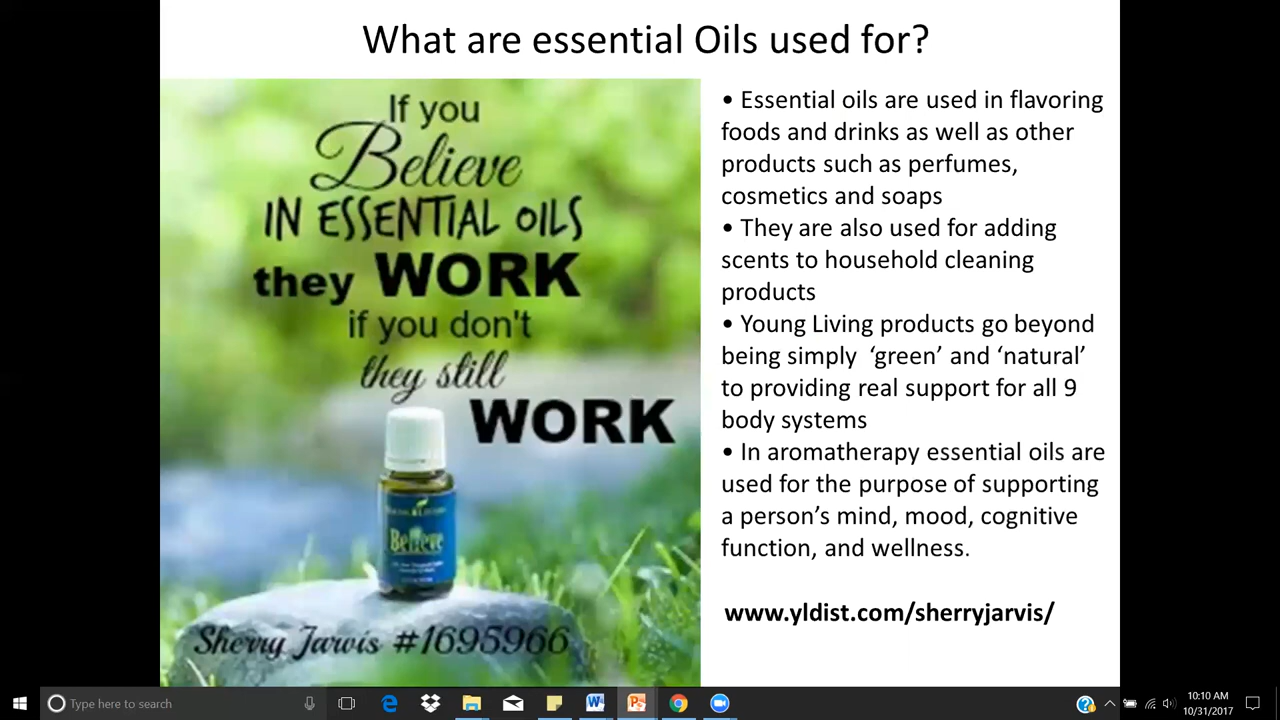 What are essential Oils used for?
If you
Believe
IN ESSENTIAL OILS
they WORK
if you don't
they still
WORK
Believe
Sherry Jarvis #1695966
• Essential oils are used in flavoring
foods and drinks as well as other
products such as perfumes,
cosmetics and soaps
• They are also used for adding
scents to household cleaning
products
• Young Living products go beyond
being simply ‘green’ and ‘natural’
to providing real support for all 9
body systems
• In aromatherapy essential oils are
used for the purpose of supporting
a person’s mind, mood, cognitive
function, and wellness.
www.yldist.com/sherryjarvis/
Type here to search
10:10 AM
10/31/2017